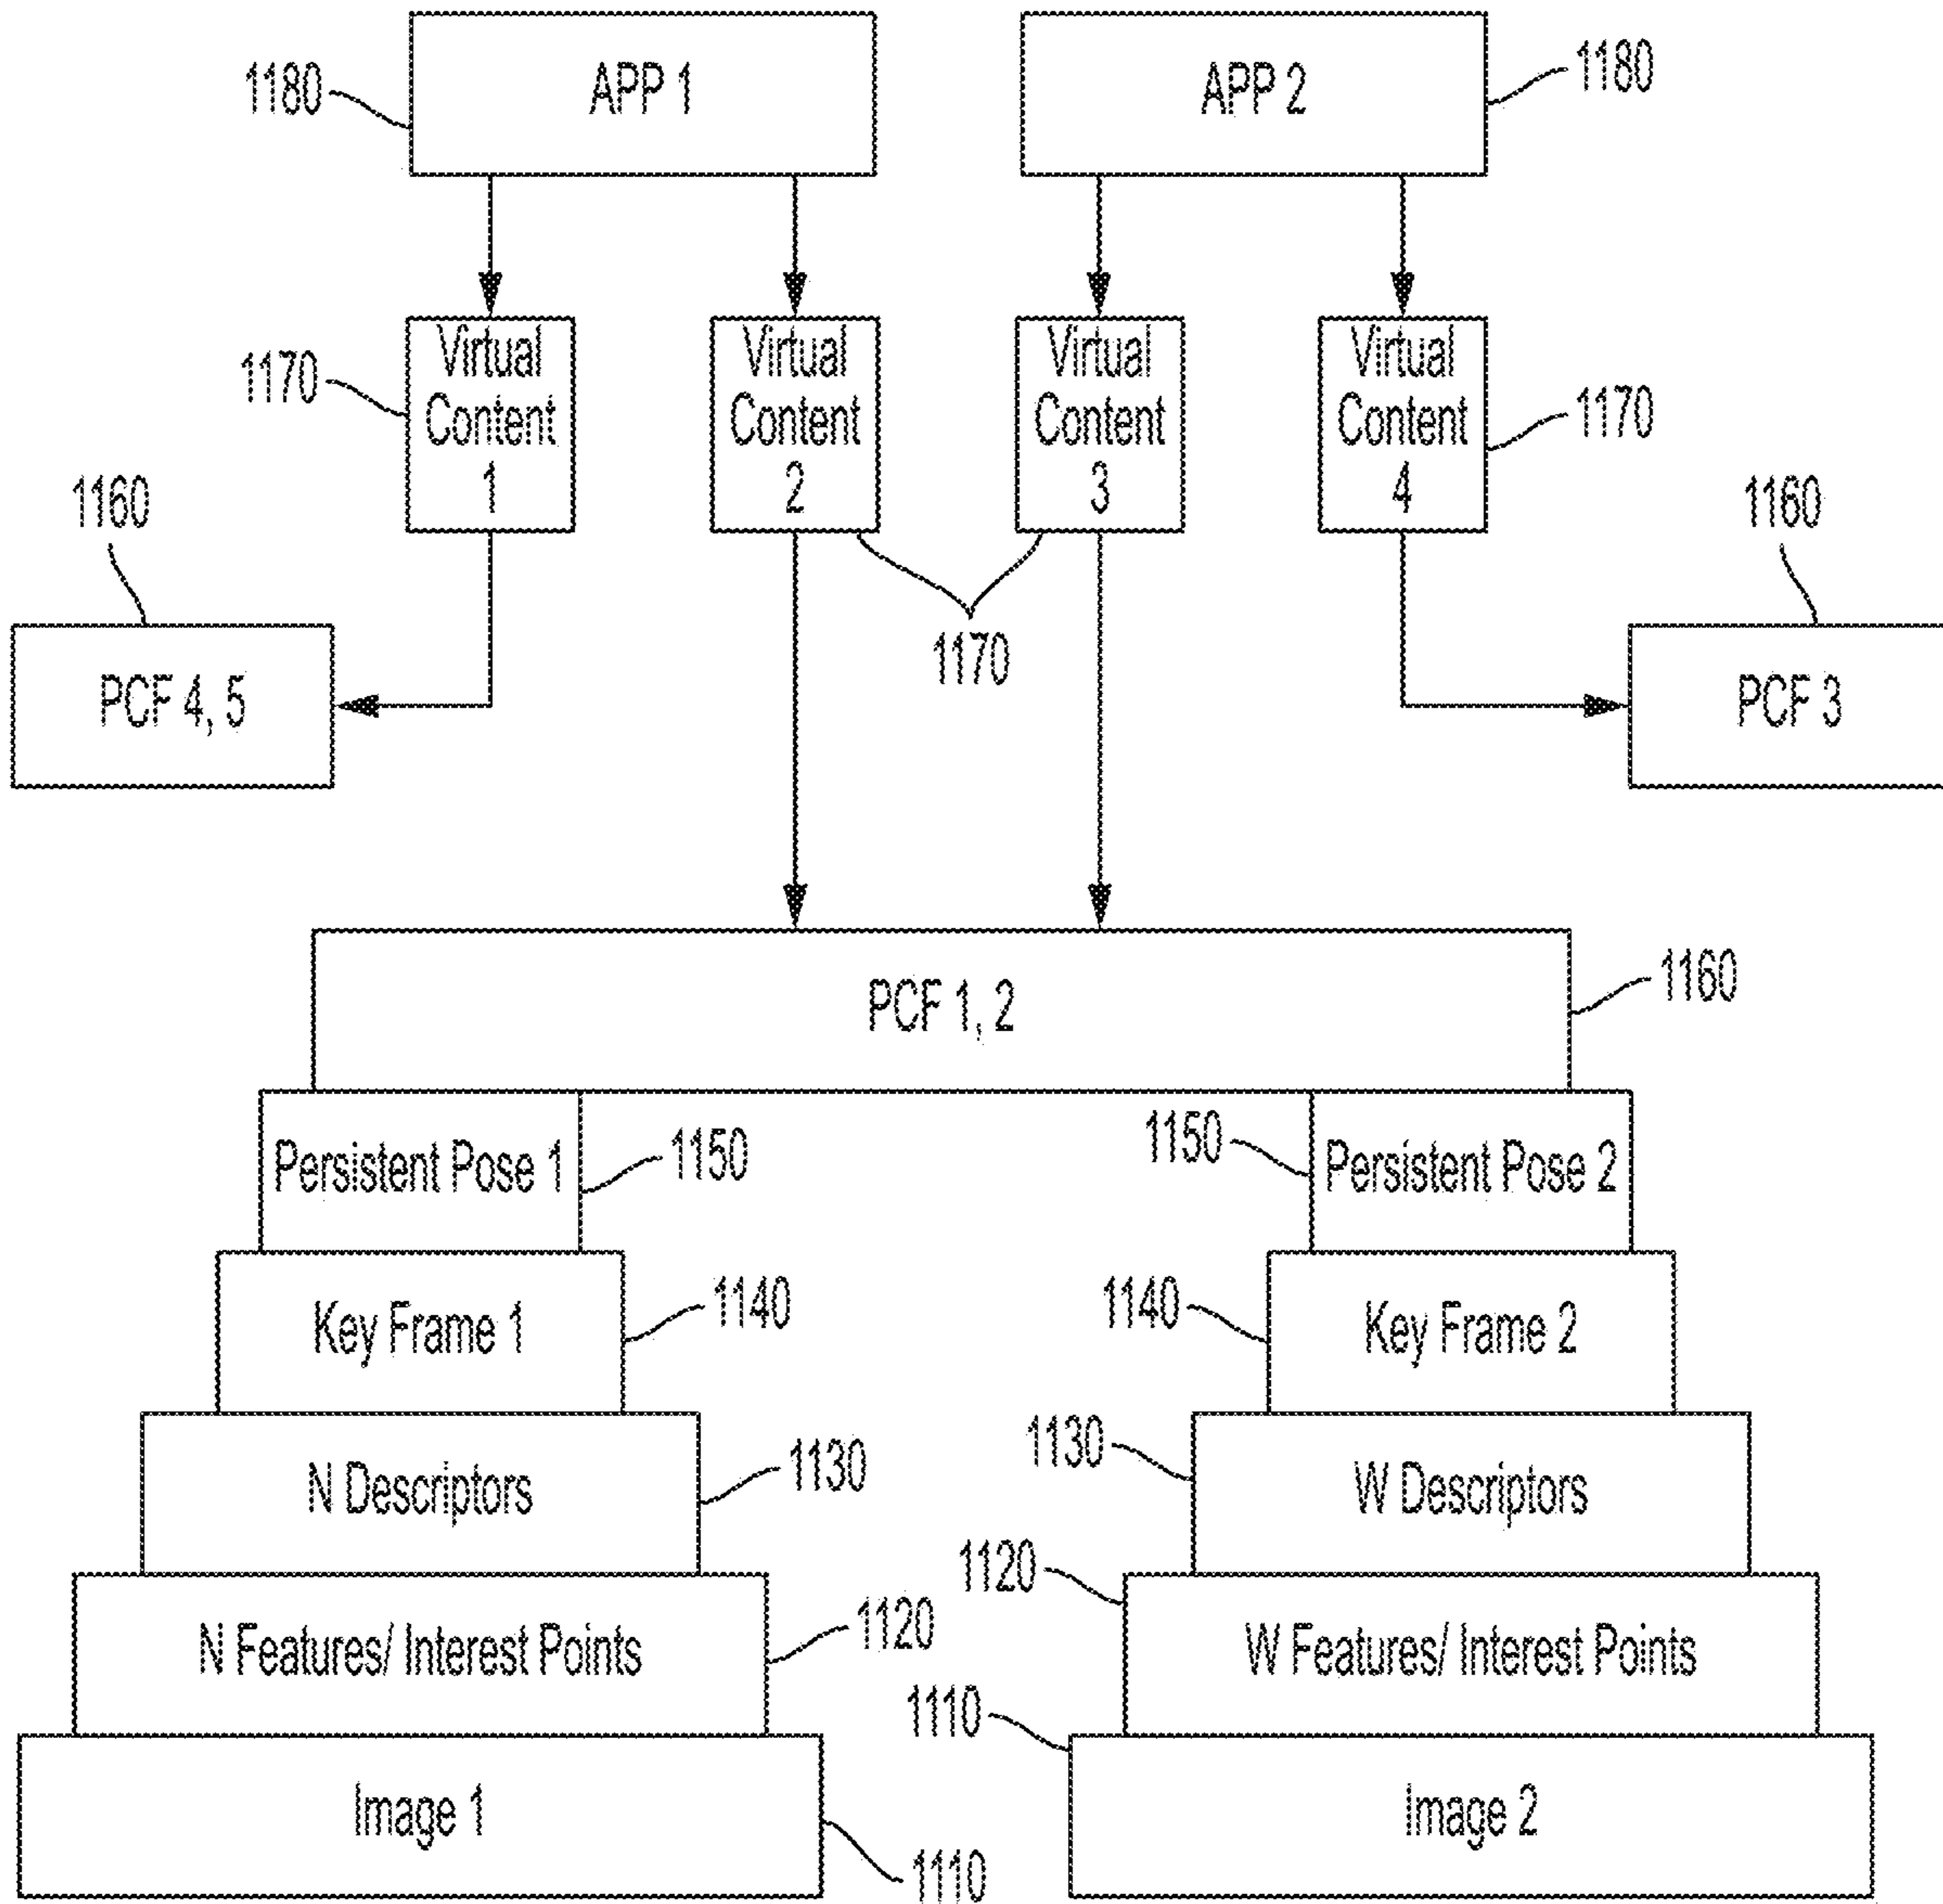 1180
APP 1
APP 2
1180
1170
Virtual
Content
1
Virtual
Content
2
Virtual
Content
3
Virtual
Content
4
1170
1160
1160
1170
PCF 4, 5
PCF 3
PCF 1, 2
1160
Persistent Pose 1
1150
1150
Persistent Pose 2
Key Frame 1
1140
1140
Key Frame 2
N Descriptors
1130
1130
W Descriptors
N Features/ Interest Points
1120
1120
W Features/ Interest Points
Image 1
1110
1110
Image 2